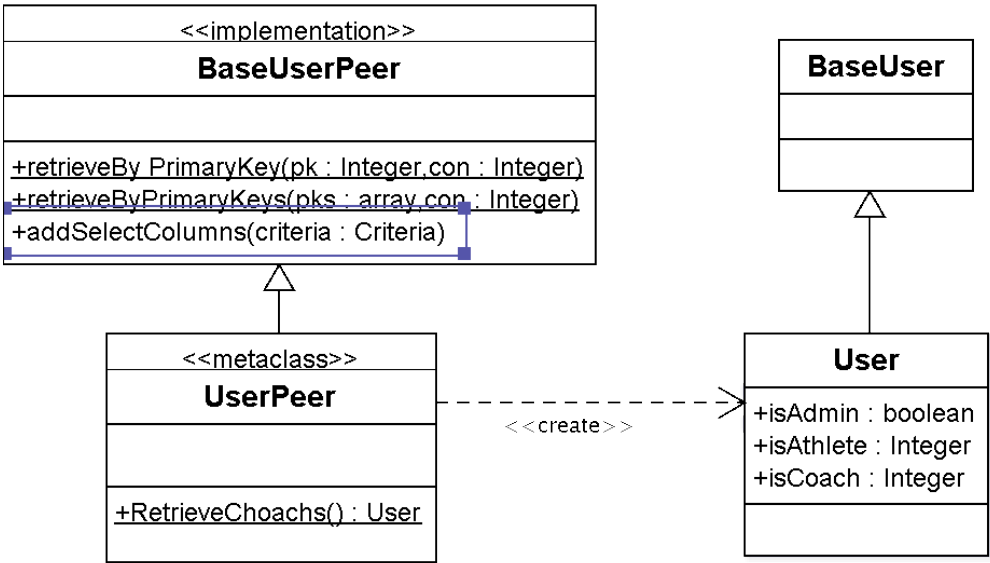 <<implementation>>
BaseUserPeer
+retrieveBy PrimaryKey(pk : Integer,con : Integer)
+retrieveByPrimaryKeys(pks : array,con : Integer)
+addSelectColumns(criteria : Criteria)
BaseUser
<<metaclass>>
UserPeer
+RetrieveChoachs() : User
<<create>>
User
+isAdmin : boolean
+isAthlete : Integer
+isCoach : Integer